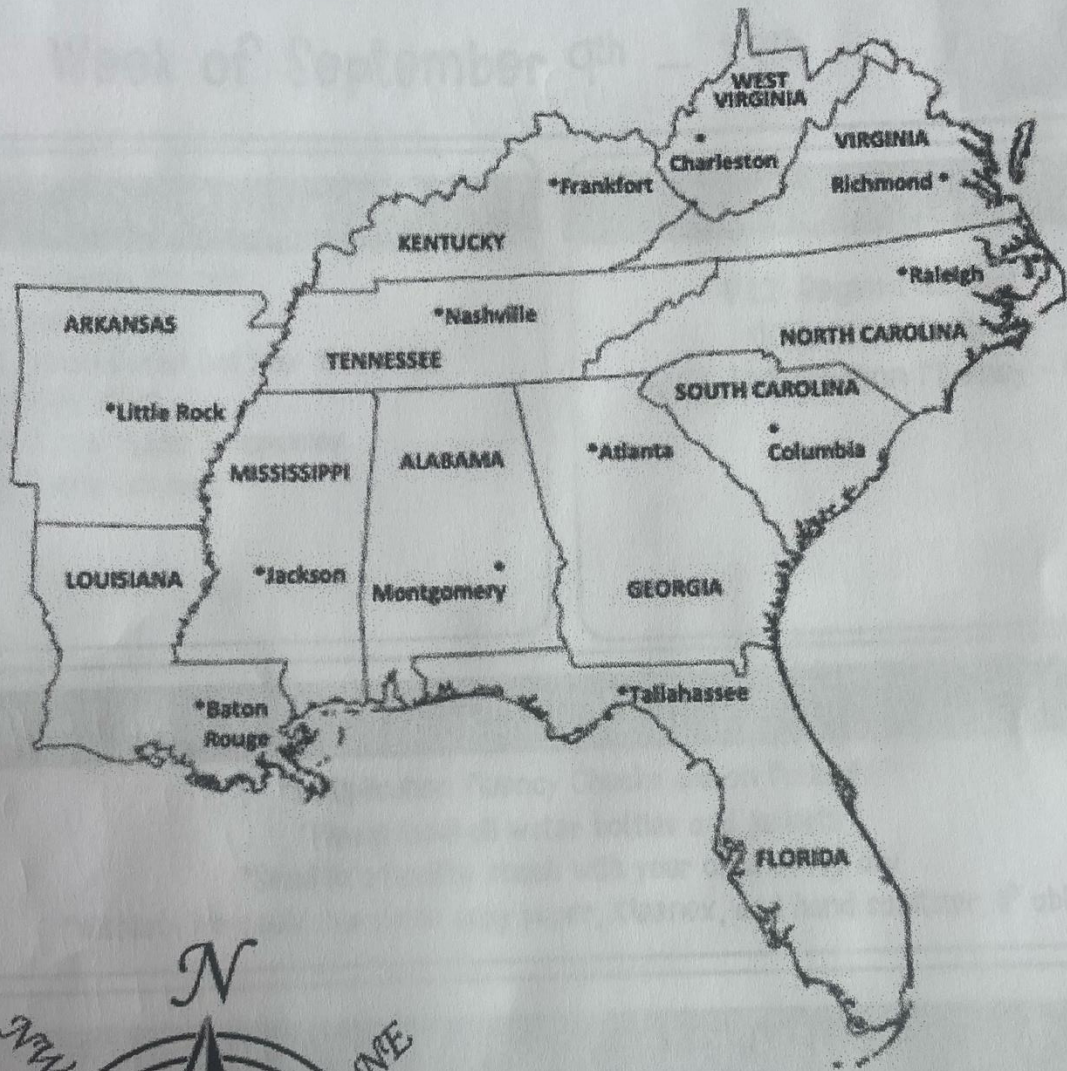 Week of September 9th -
WEST
VIRGINIA
Charleston
VIRGINIA
Richmond *
*Frankfort
KENTUCKY
*Raleigh
NORTH CAROLINA
*Nashville
TENNESSEE
ARKANSAS
*Little Rock
SOUTH CAROLINA
Columbia
*Atlanta
GEORGIA
ALABAMA
Montgomery
MISSISSIPPI
*Jackson
LOUISIANA
*Baton
Rouge
*Tallahassee
FLORIDA
N
NW
NE